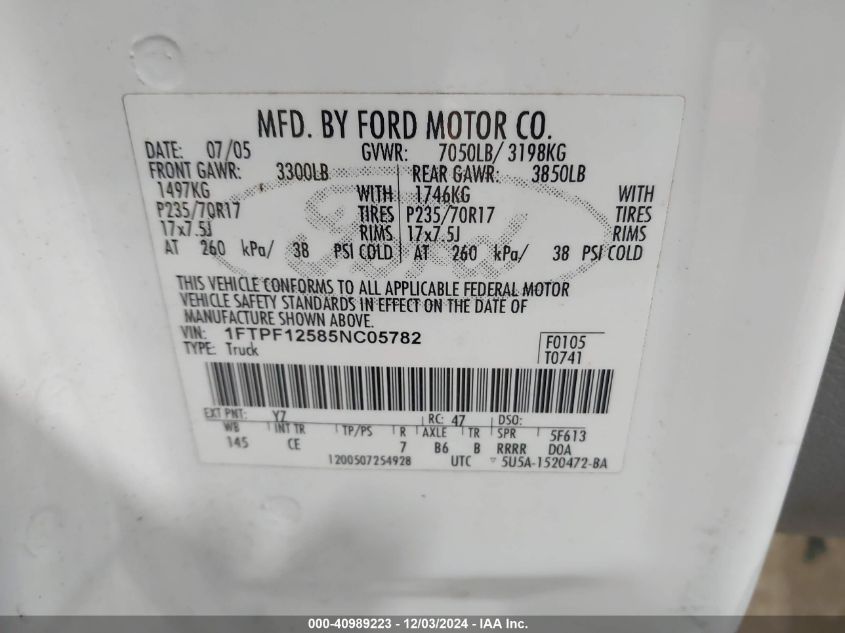 MFD. BY FORD MOTOR CO.
DATE: 07/05 GVWR: 7050LB/ 3198KG
FRONT GAWR: 3300LB REAR GAWR: 3850LB
1497KG WITH 1746KG WITH
P235/70R17 TIRES P235/70R17 TIRES
17x7.5J RIMS 17x7.5J RIMS
AT 260 kPa/ 38 PSI COLD AT 260 kPa/ 38 PSI COLD
Ford
THIS VEHICLE CONFORMS TO ALL APPLICABLE FEDERAL MOTOR
VEHICLE SAFETY STANDARDS IN EFFECT ON THE DATE OF
MANUFACTURE SHOWN ABOVE.
VIN: 1FTPF12585NC05782 F0105
TYPE: Truck T0741
EXT PNT: YZ RC: 47 DSO:
WB INT TR TP/PS R AXLE TR SPR 5F613
145 CE 7 B6 B RRRR DOA
1200507254928 UTC 5U5A-1520472-BA
000-40989223 - 12/03/2024 - IAA Inc.